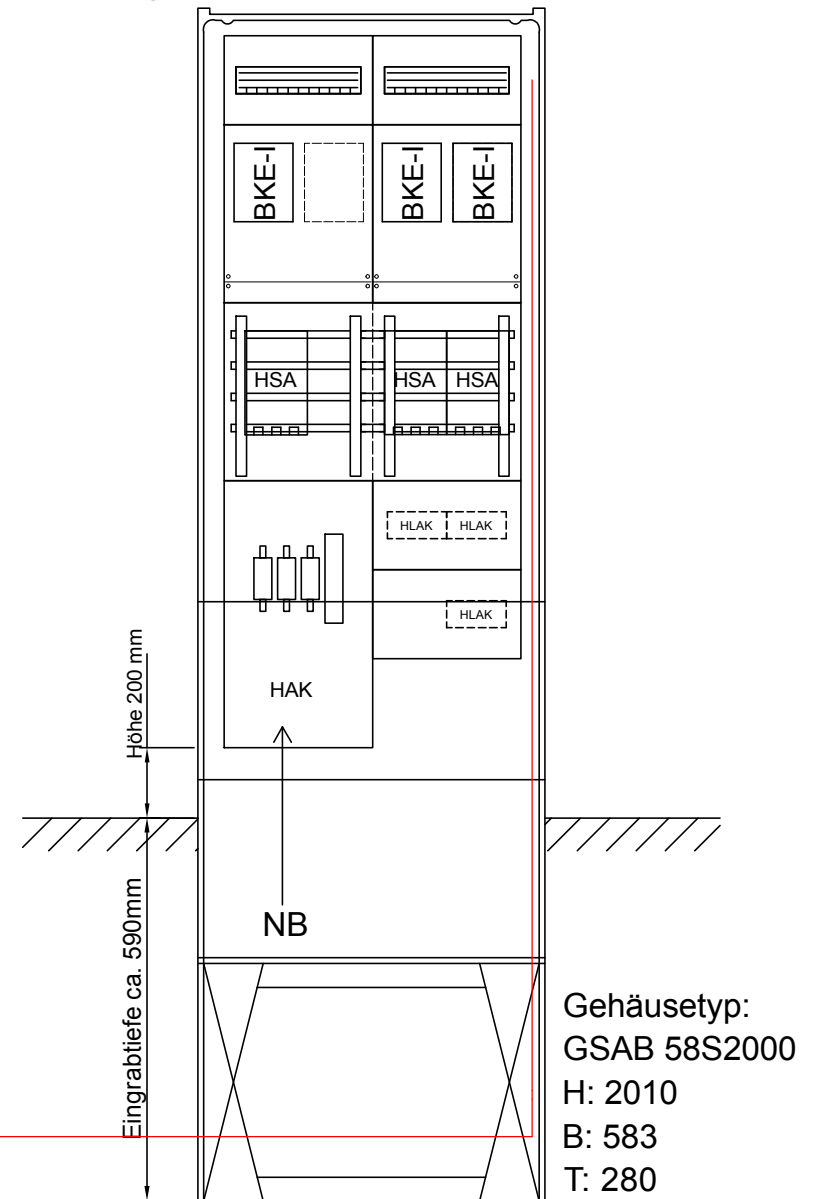 BKE-I
BKE-I
BKE-I
HSA
HSA
HSA
HLAK
HLAK
HLAK
HAK
Höhe 200 mm
NB
Eingrabtiefe ca. 590mm
Gehäusetyp:
GSAB 58S2000
H: 2010
B: 583
T: 280